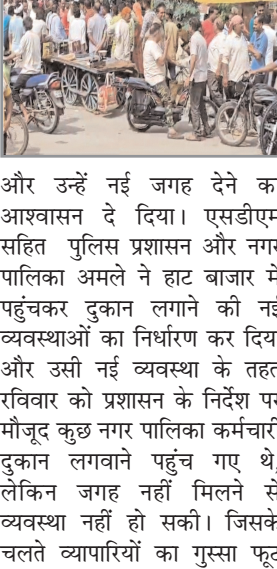 और उन्हें नई जगह देने का
आश्वासन दे दिया। एसडीएम
सहित पुलिस प्रशासन और नगर
पालिका अमले ने हाट बाजार में
पहुंचकर दुकान लगाने की नई
व्यवस्थाओं का निर्धारण कर दिया
और उसी नई व्यवस्था के तहत
रविवार को प्रशासन के निर्देश पर
मौजूद कुछ नगर पालिका कर्मचारी
दुकान लगवाने पहुंच गए थे,
लेकिन जगह नहीं मिलने से
व्यवस्था नहीं हो सकी। जिसके
चलते व्यापारियों का गुस्सा फूट